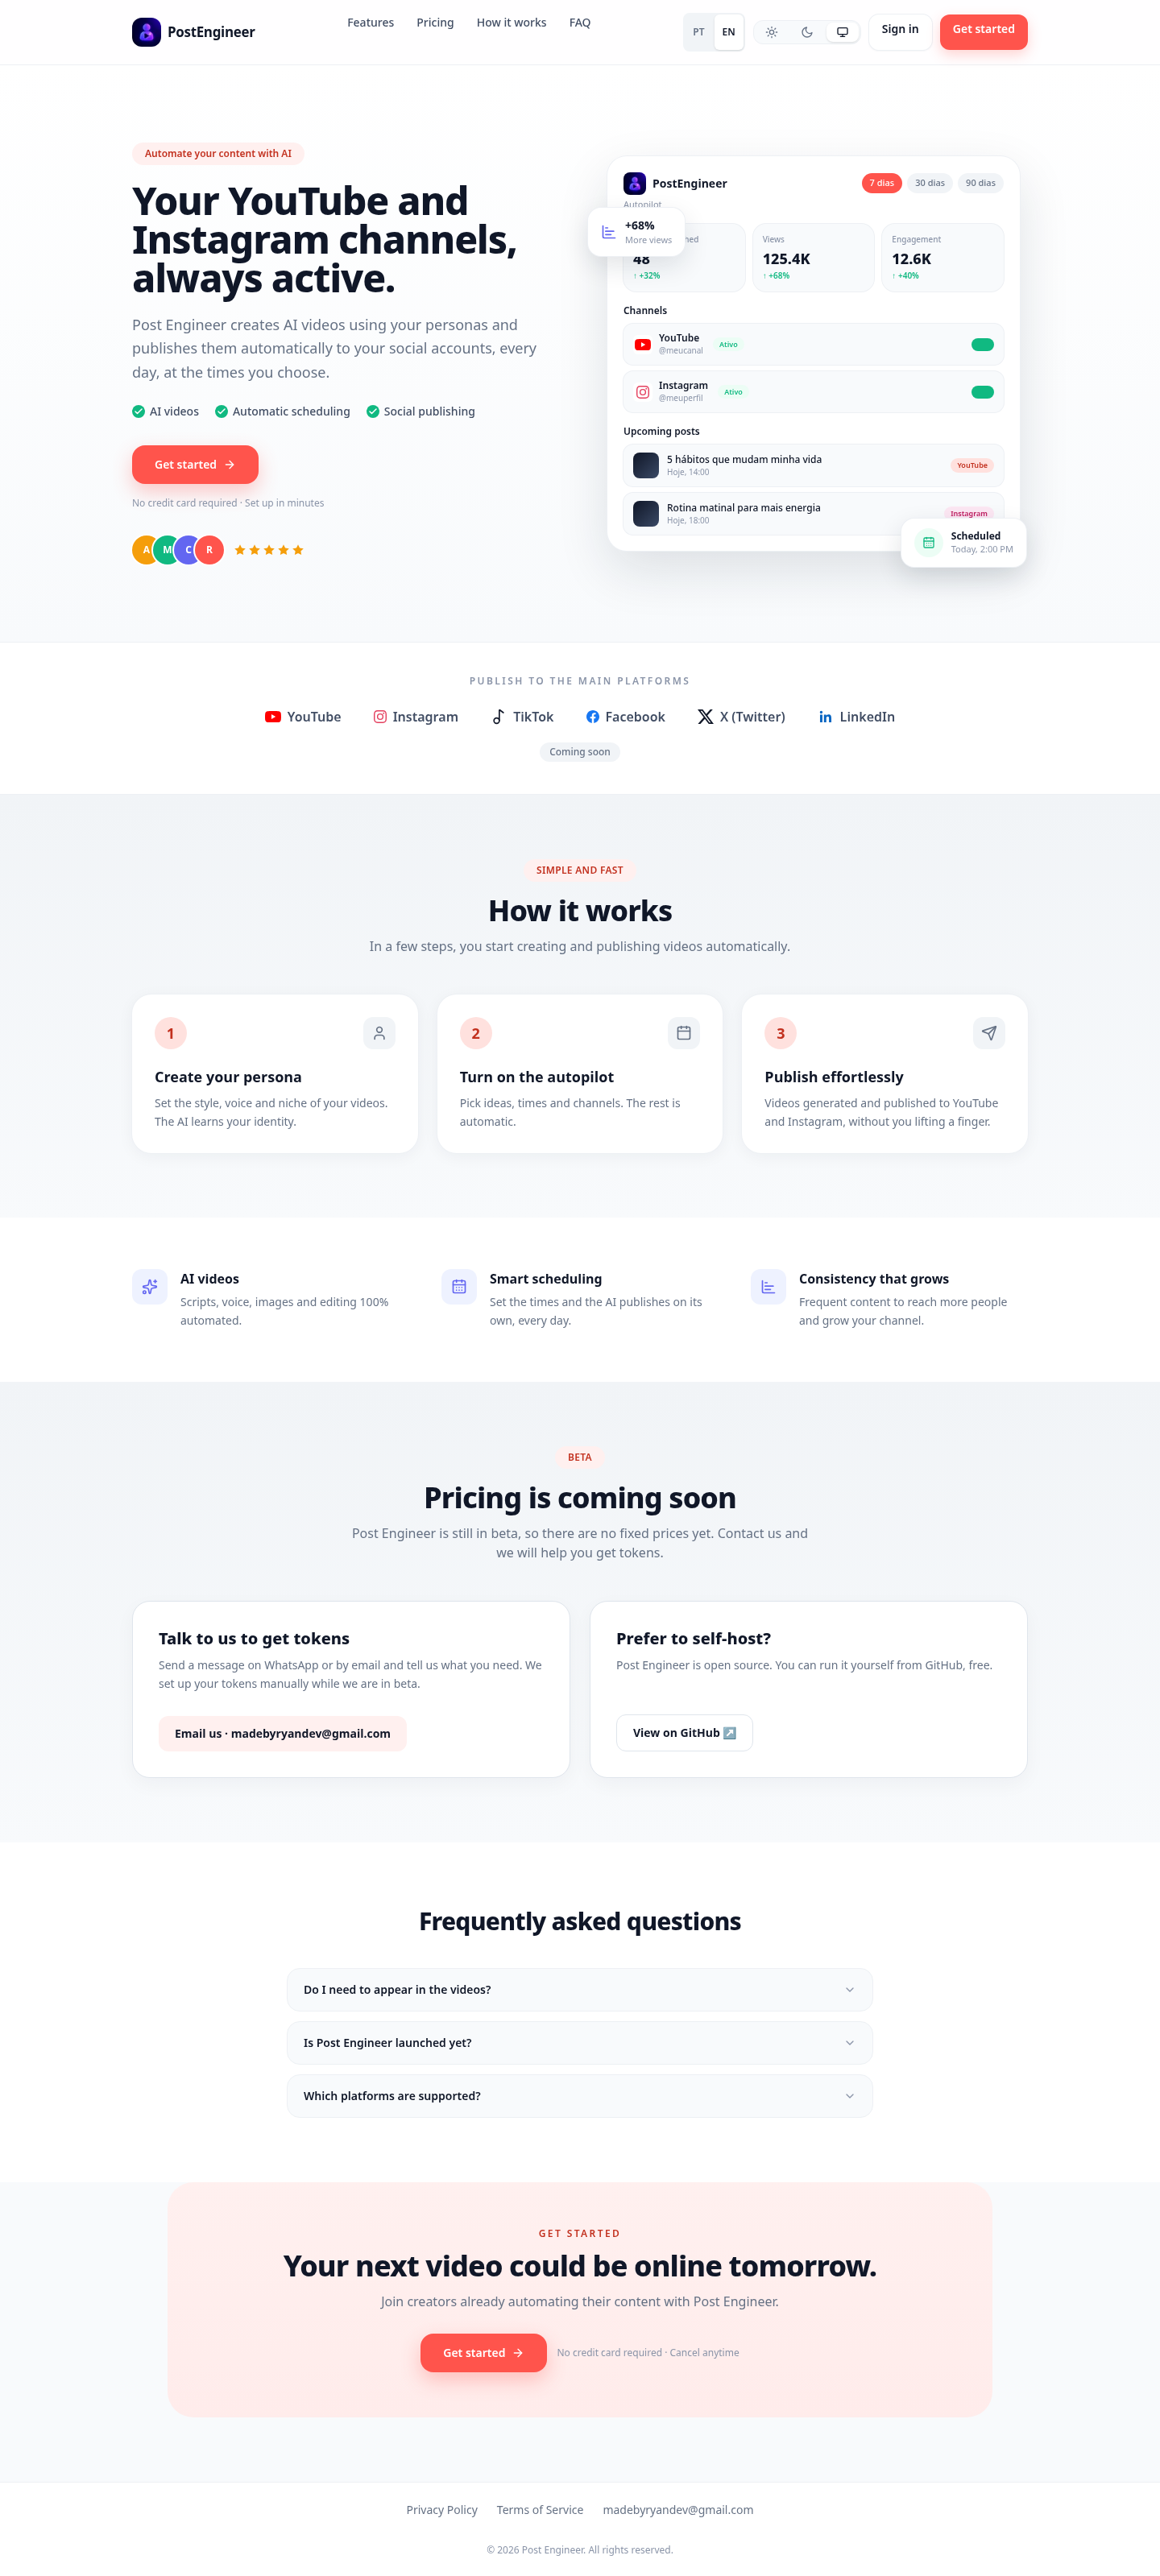 PostEngineer
Features
Pricing
How it works
FAQ
PT
EN
Sign in
Get started
Automate your content with AI
Your YouTube and
Instagram channels,
always active.
Post Engineer creates AI videos using your personas and
publishes them automatically to your social accounts, every
day, at the times you choose.
AI videos
Automatic scheduling
Social publishing
Get started
No credit card required · Set up in minutes
A
M
C
R
PostEngineer
7 dias
30 dias
90 dias
Autopilot
+68%
More views
48
↑ +32%
Views
125.4K
↑ +68%
Engagement
12.6K
↑ +40%
Channels
YouTube
@meucanal
Ativo
Instagram
@meuperfil
Ativo
Upcoming posts
5 hábitos que mudam minha vida
Hoje, 14:00
YouTube
Rotina matinal para mais energia
Hoje, 18:00
Instagram
Scheduled
Today, 2:00 PM
PUBLISH TO THE MAIN PLATFORMS
YouTube
Instagram
TikTok
Facebook
X (Twitter)
LinkedIn
Coming soon
SIMPLE AND FAST
How it works
In a few steps, you start creating and publishing videos automatically.
1
Create your persona
Set the style, voice and niche of your videos.
The AI learns your identity.
2
Turn on the autopilot
Pick ideas, times and channels. The rest is
automatic.
3
Publish effortlessly
Videos generated and published to YouTube
and Instagram, without you lifting a finger.
AI videos
Scripts, voice, images and editing 100%
automated.
Smart scheduling
Set the times and the AI publishes on its
own, every day.
Consistency that grows
Frequent content to reach more people
and grow your channel.
BETA
Pricing is coming soon
Post Engineer is still in beta, so there are no fixed prices yet. Contact us and
we will help you get tokens.
Talk to us to get tokens
Send a message on WhatsApp or by email and tell us what you need. We
set up your tokens manually while we are in beta.
Email us · madebyryandev@gmail.com
Prefer to self-host?
Post Engineer is open source. You can run it yourself from GitHub, free.
View on GitHub ↗
Frequently asked questions
Do I need to appear in the videos?
Is Post Engineer launched yet?
Which platforms are supported?
GET STARTED
Your next video could be online tomorrow.
Join creators already automating their content with Post Engineer.
Get started
No credit card required · Cancel anytime
Privacy Policy
Terms of Service
madebyryandev@gmail.com
© 2026 Post Engineer. All rights reserved.